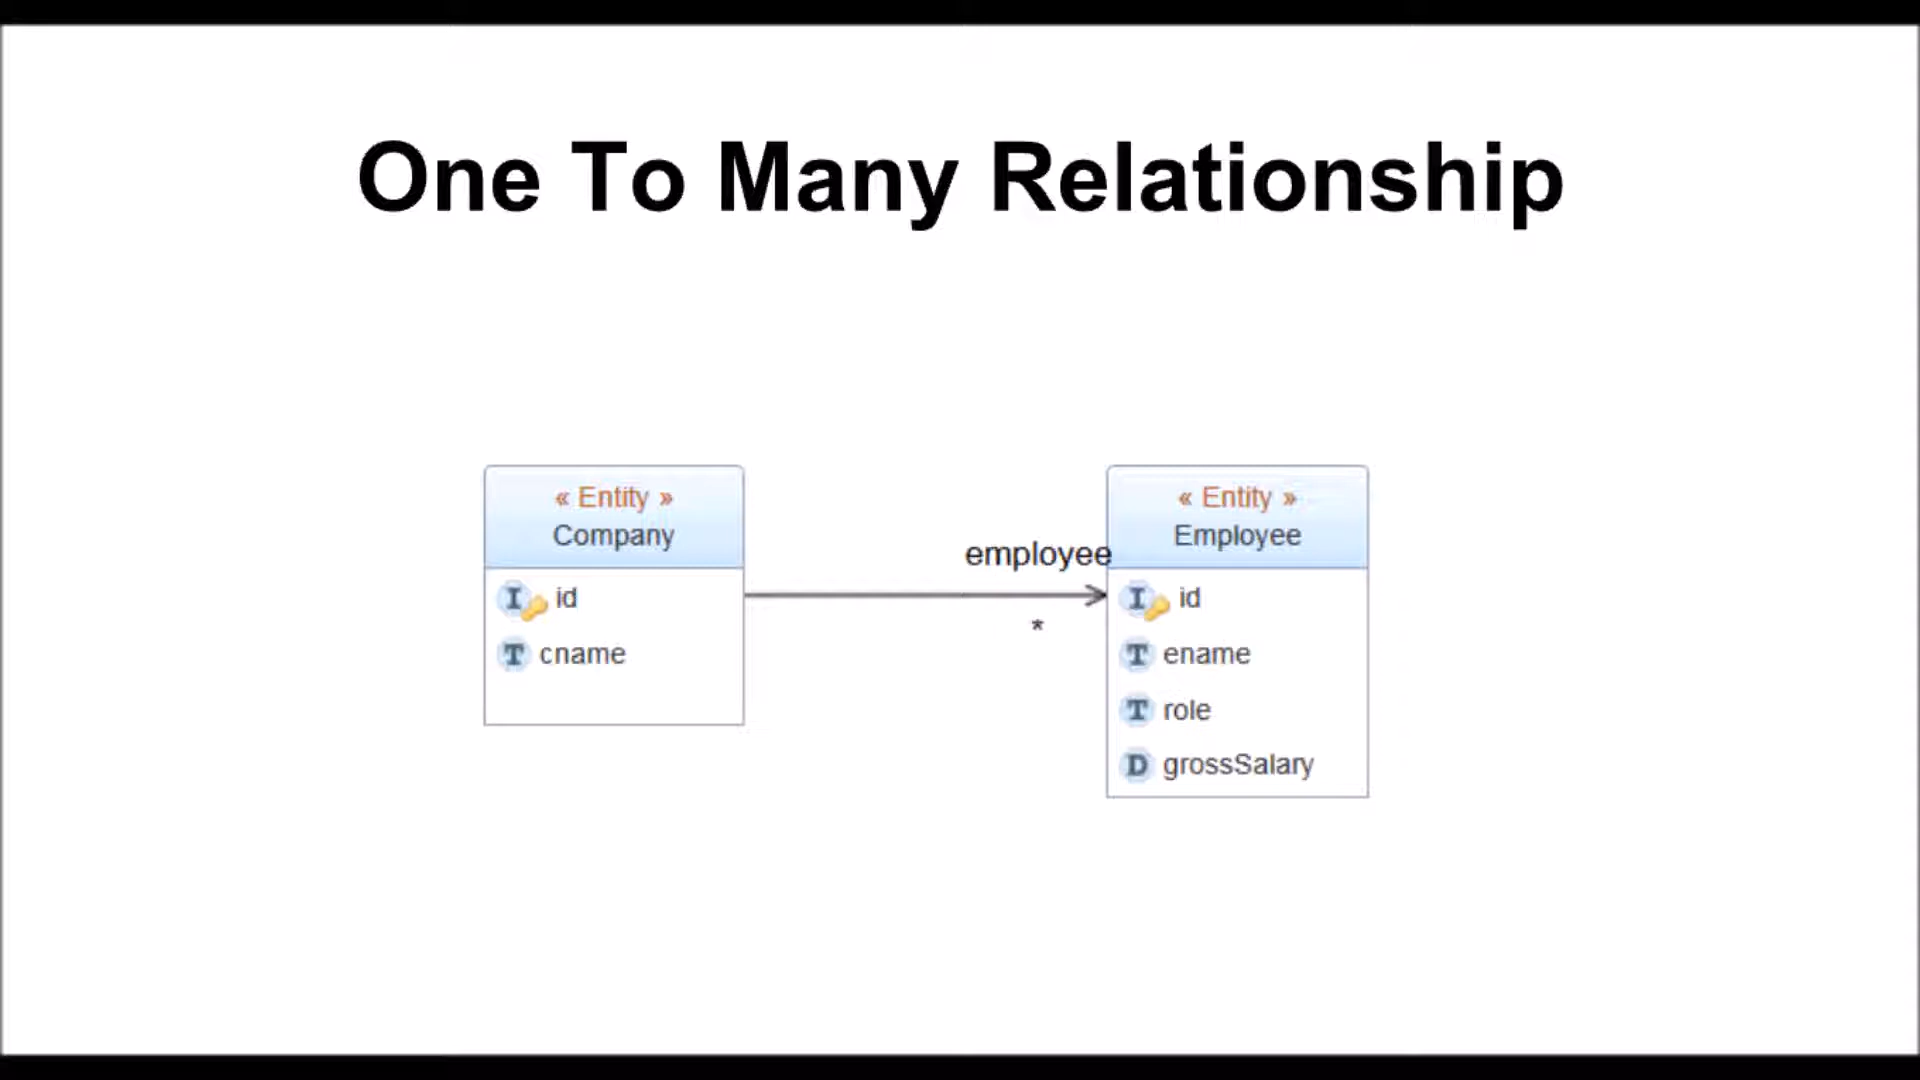 One To Many Relationship
« Entity »
Company
I id
T cname
employee
*
« Entity »
Employee
I id
T ename
T role
D grossSalary